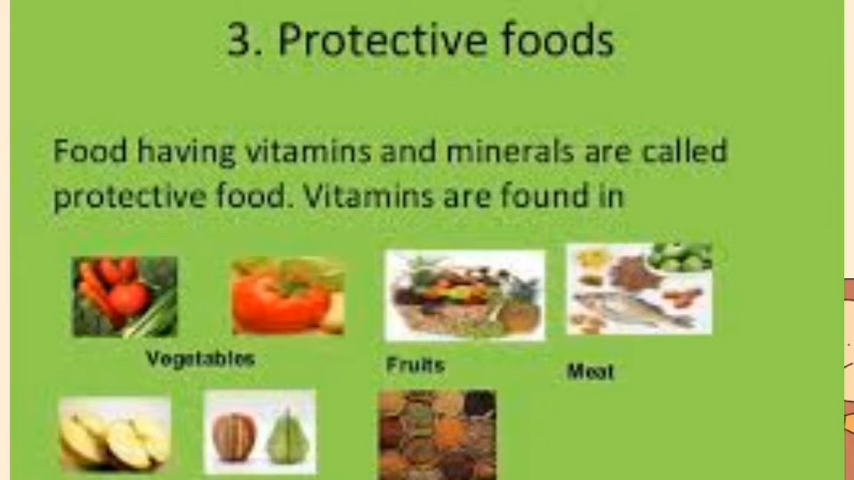 3. Protective foods
Food having vitamins and minerals are called
protective food. Vitamins are found in
Vegetables
Fruits
Meat